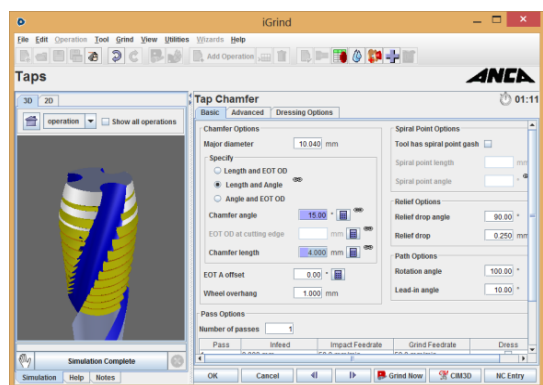 iGrind
File Edit Operation Tool Grind View Utilities Wizards Help
Add Operation
Taps
ANCA
3D 2D
operation
Show all operations
Simulation Complete
Simulation Help Notes
Tap Chamfer
01:11
Basic Advanced Dressing Options
Chamfer Options
Major diameter 10.040 mm
Specify
Length and EOT OD
Length and Angle
Angle and EOT OD
Chamfer angle 15.00 °
EOT OD at cutting edge mm
Chamfer length 4.000 mm
EOT A offset 0.00 °
Wheel overhang 1.000 mm
Spiral Point Options
Tool has spiral point gash
Spiral point length mm
Spiral point angle °
Relief Options
Relief drop angle 90.00 °
Relief drop 0.250 mm
Path Options
Rotation angle 100.00 °
Lead-in angle 10.00 °
Pass Options
Number of passes 1
Pass Infeed Impact Feedrate Grind Feedrate Dress
OK Cancel Grind Now CIM3D NC Entry